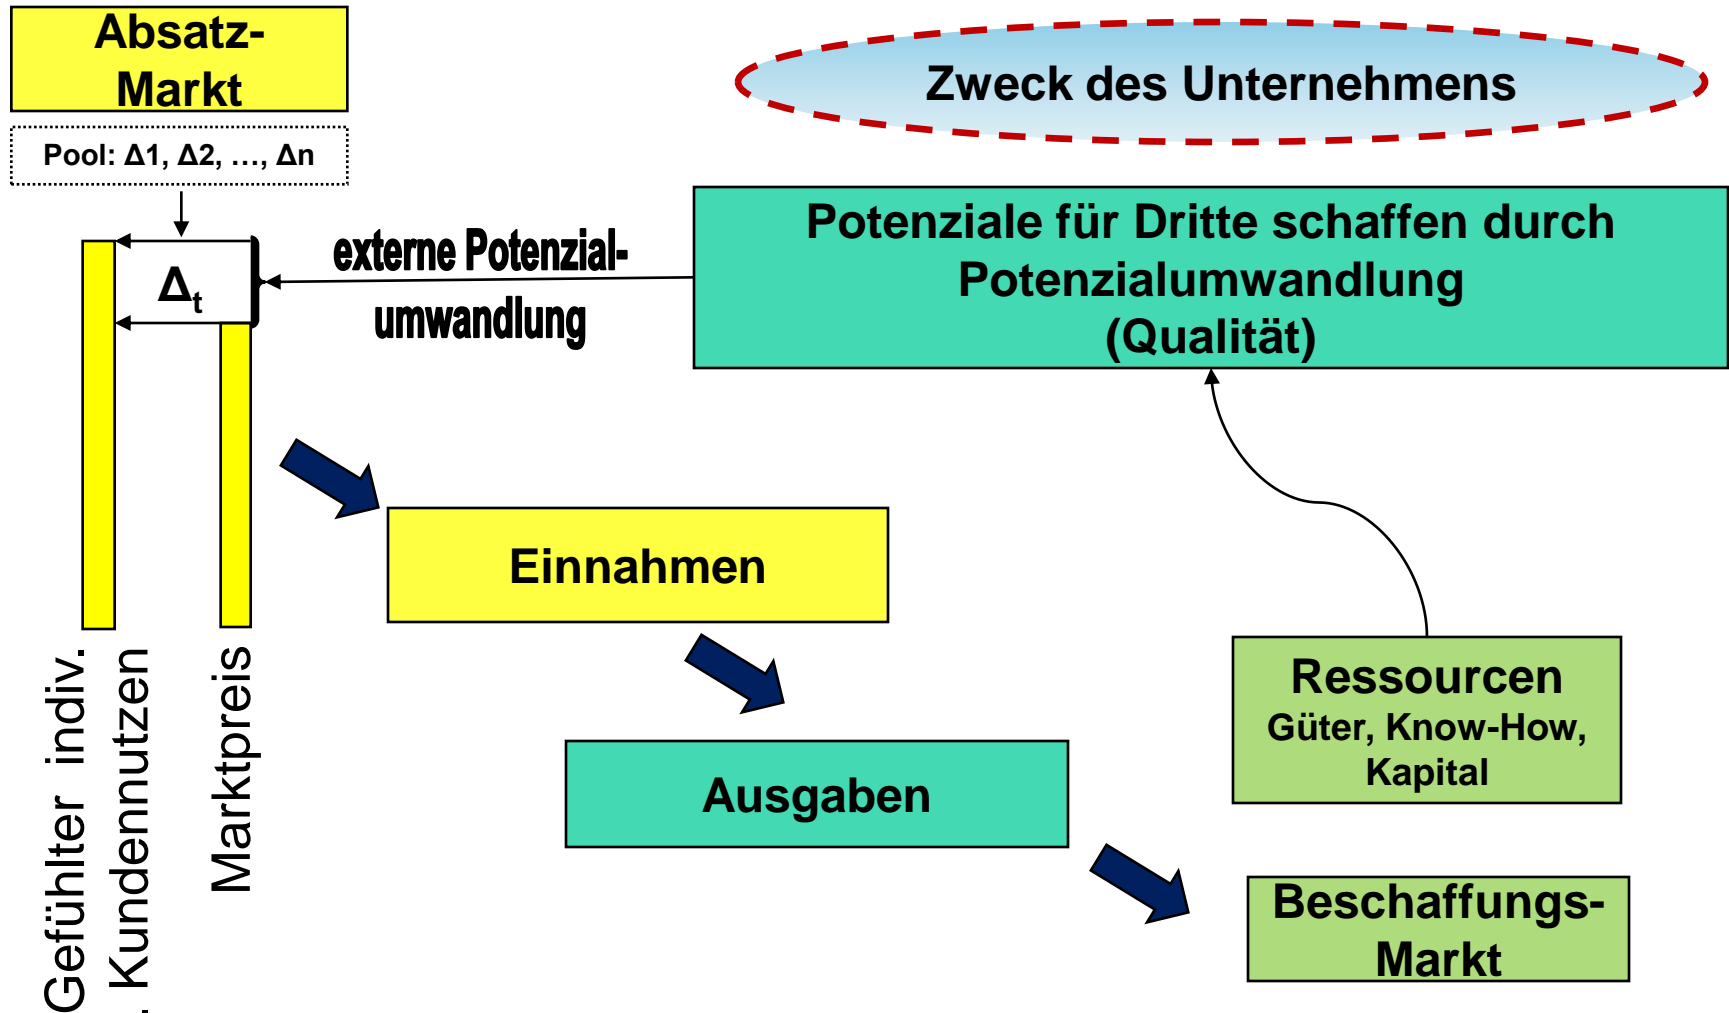 Absatz-
Markt
Zweck des Unternehmens
Pool: Δ1, Δ2, …, Δn
Potenziale für Dritte schaffen durch
Potenzialumwandlung
(Qualität)
externe Potenzial-
umwandlung
Δt
Einnahmen
Ausgaben
Ressourcen
Güter, Know-How,
Kapital
Beschaffungs-
Markt
Gefühlter indiv.
. Kundennutzen
Marktpreis